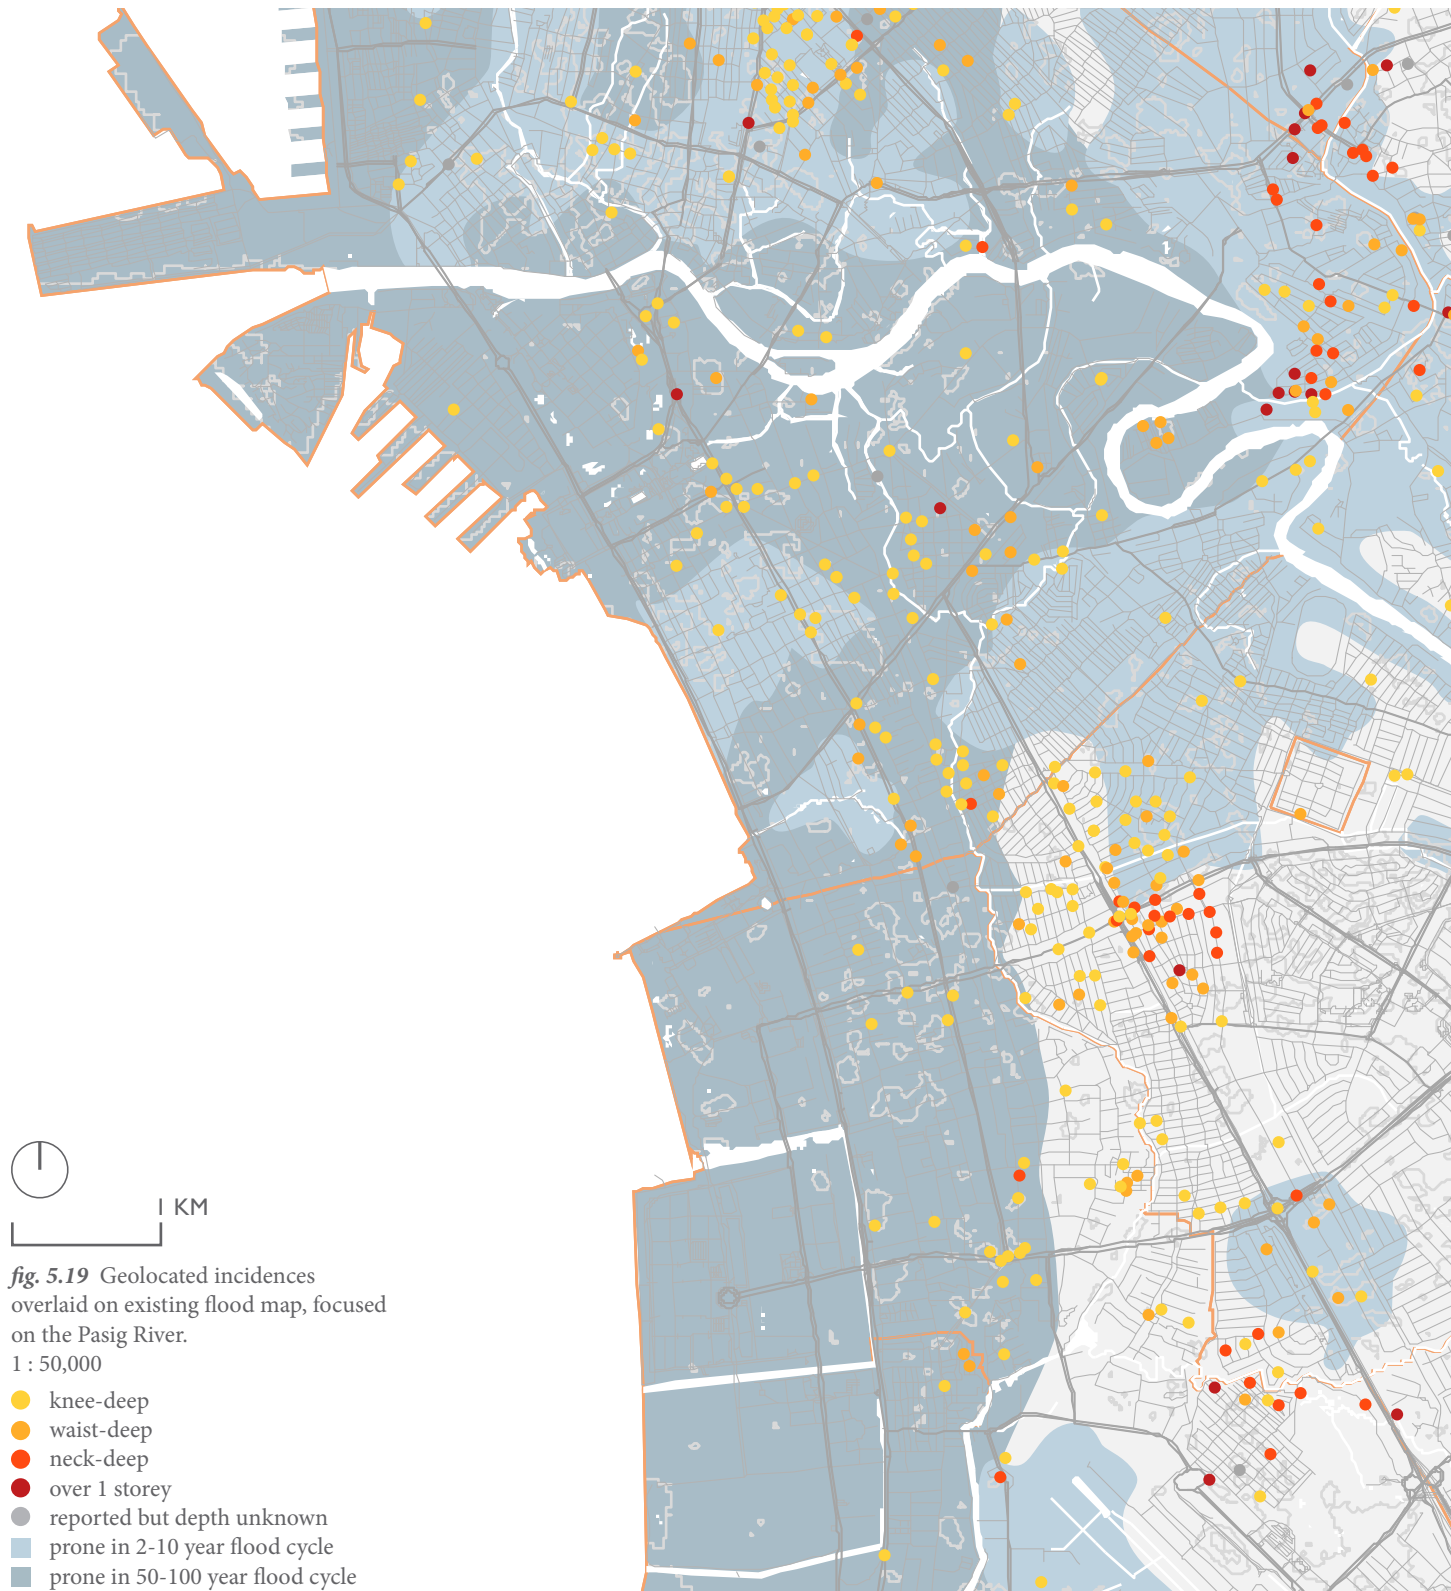 KM
fig. 5.19 Geolocated incidences
overlaid on existing flood map, focused
on the Pasig River.
1 : 50,000
knee-deep
waist-deep
neck-deep
over 1 storey
reported but depth unknown
prone in 2-10 year flood cycle
prone in 50-100 year flood cycle